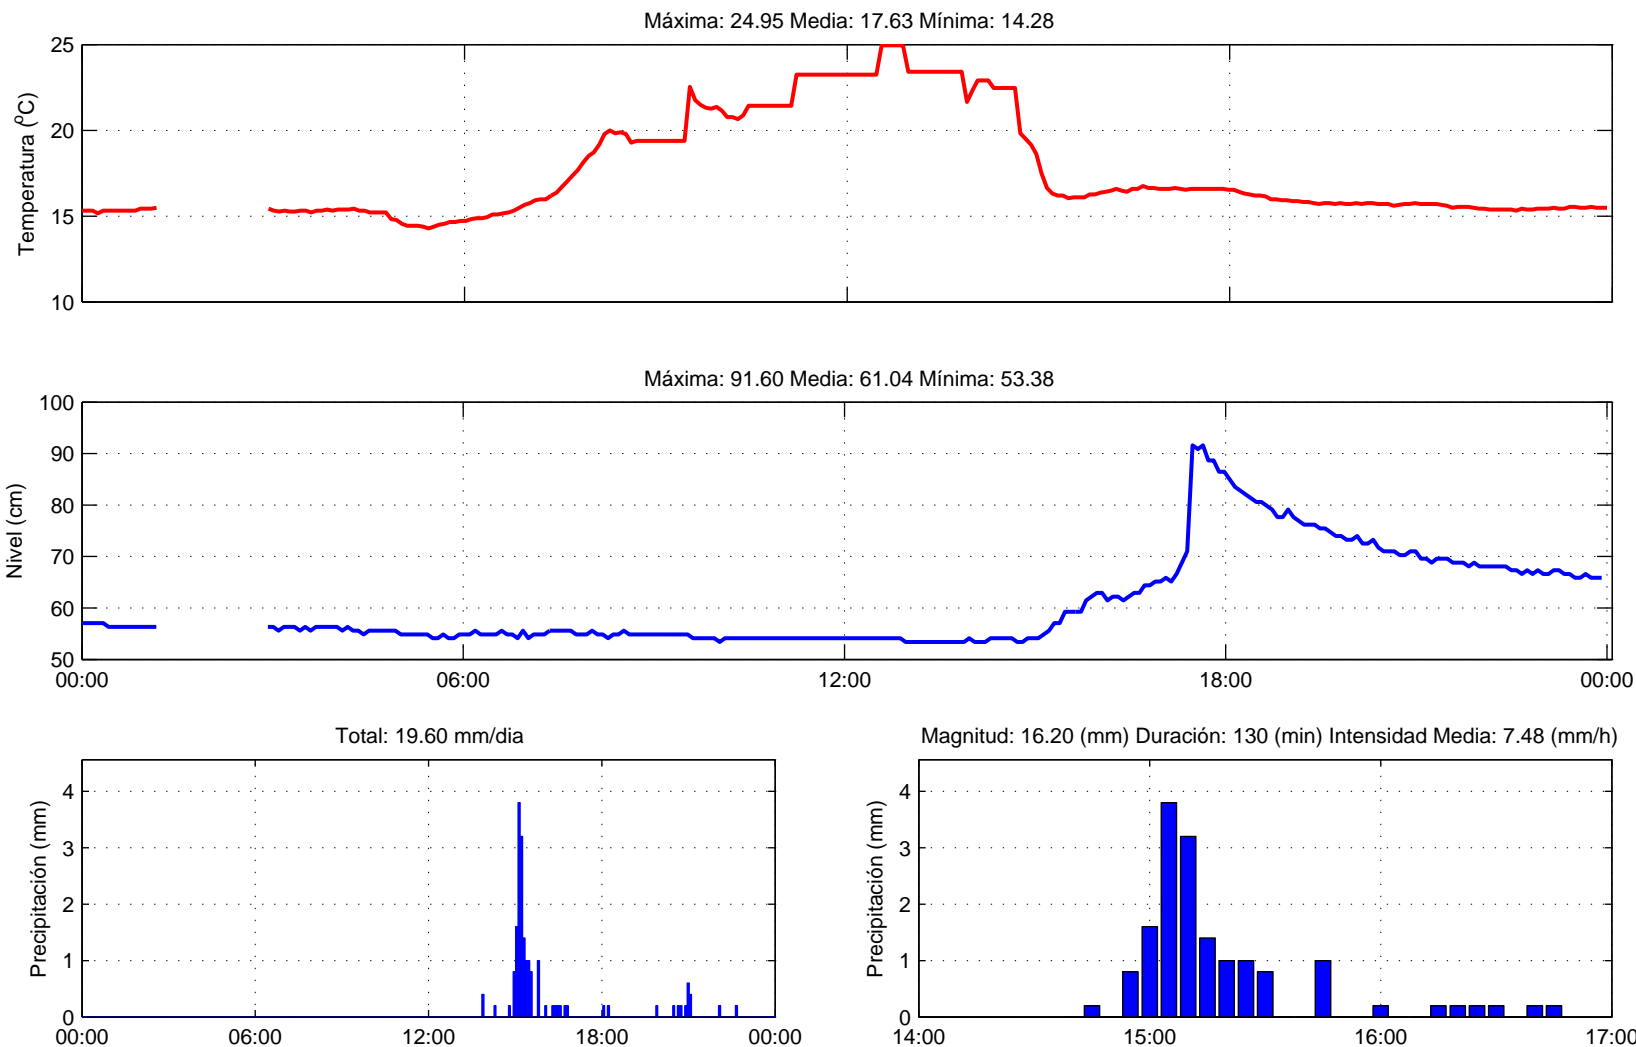 Máxima: 24.95 Media: 17.63 Mínima: 14.28
25
20
15
10
Temperatura (ºC)
Máxima: 91.60 Media: 61.04 Mínima: 53.38
100
90
80
70
60
50
Nivel (cm)
00:00 06:00 12:00 18:00 00:00
Total: 19.60 mm/dia
4
3
2
1
0
Precipitación (mm)
00:00 06:00 12:00 18:00 00:00
Magnitud: 16.20 (mm) Duración: 130 (min) Intensidad Media: 7.48 (mm/h)
4
3
2
1
0
Precipitación (mm)
14:00 15:00 16:00 17:00